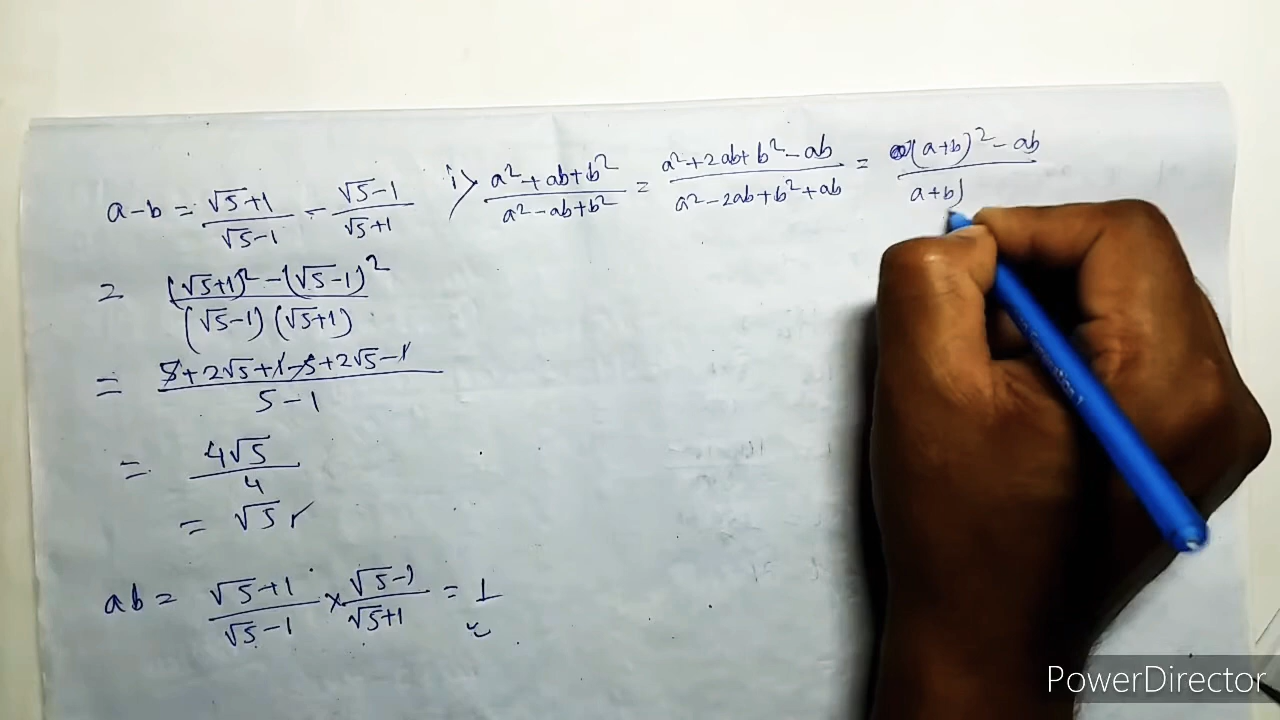 a-b = √5+1/√5-1 - √5-1/√5+1
= (√5+1)² - (√5-1)²/(√5-1) (√5+1)
= 5+2√5+1-5+2√5-1/5-1
= 4√5/4
= √5
ab = √5+1/√5-1 × √5-1/√5+1 = 1
i) a²+ab+b²/a²-ab+b² = a²+2ab+b²-ab/a²-2ab+b²+ab = (a+b)²-ab/a+b)
PowerDirector